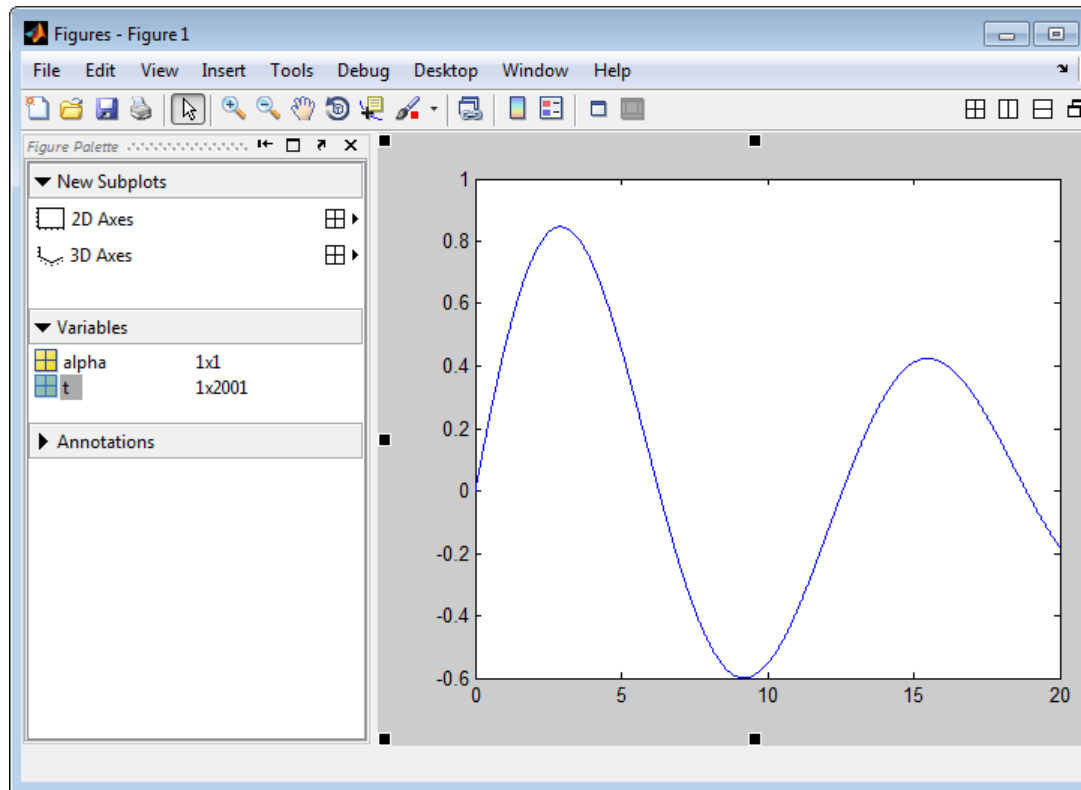 Figures - Figure 1
File Edit View Insert Tools Debug Desktop Window Help
Figure Palette
New Subplots
2D Axes
3D Axes
Variables
alpha 1x1
t 1x2001
Annotations
1
0.8
0.6
0.4
0.2
0
-0.2
-0.4
-0.6
0 5 10 15 20